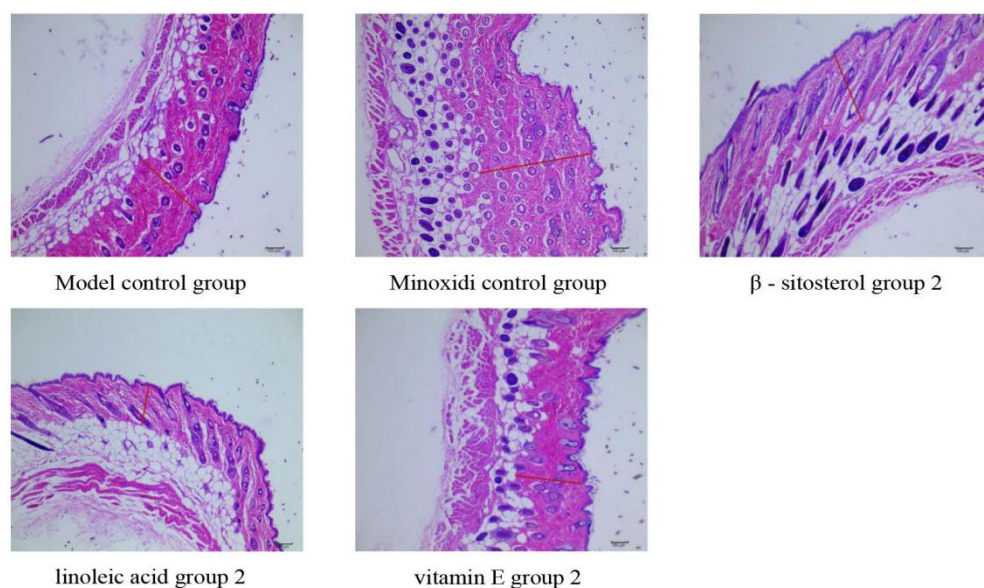 Model control group
Minoxidi control group
β - sitosterol group 2
linoleic acid group 2
vitamin E group 2